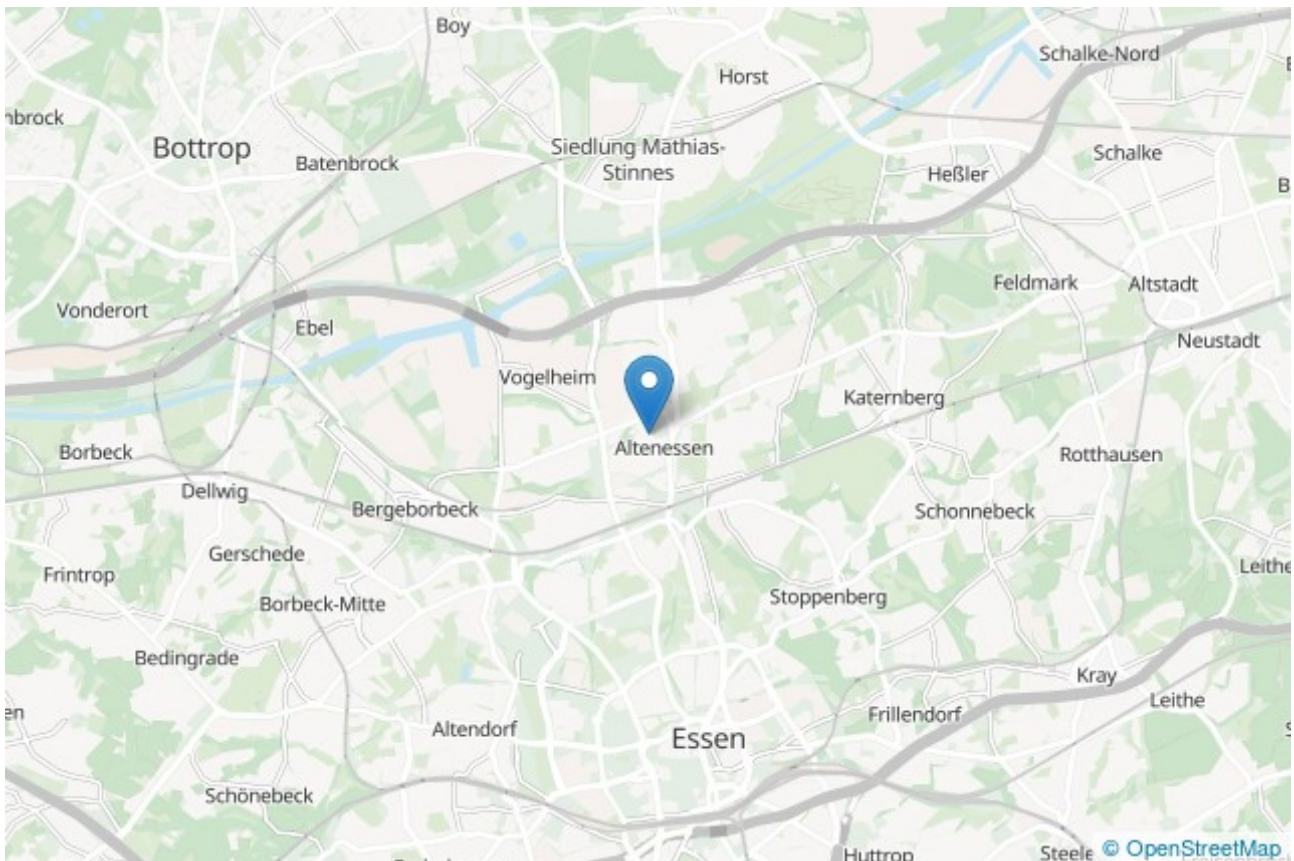 Boy
Schalke-Nord
Horst
Bottrop
Batenbrock
Siedlung Mathias-
Stinnes
Schalke
Heßler
Vonderort
Ebel
Feldmark
Altstadt
Neustadt
Vogelheim
Katernberg
Altenessen
Borbeck
Rotthausen
Dellwig
Bergeborbeck
Schonnebeck
Gerschede
Frintrop
Borbeck-Mitte
Stoppenberg
Leithe
Bedingrade
Kray
Leithe
Altendorf
Frillendorf
Essen
Schönebeck
Huttrop
Steele
© OpenStreetMap